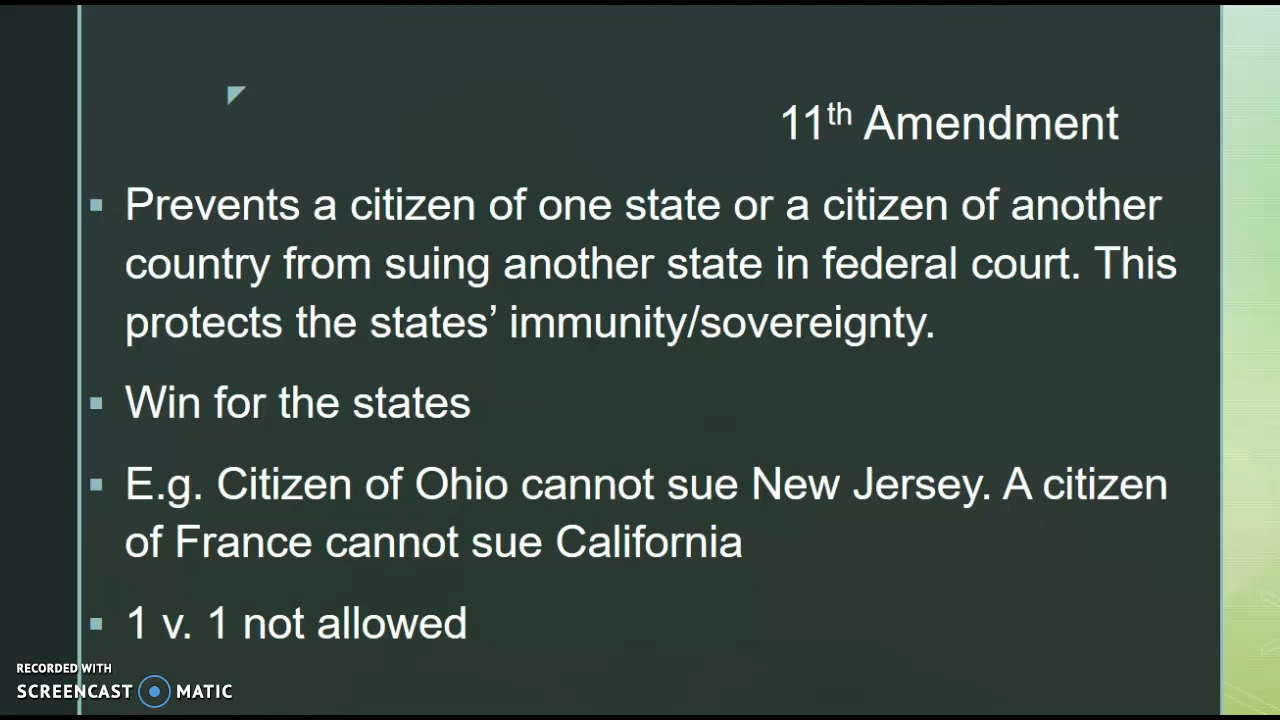 11th Amendment
▪ Prevents a citizen of one state or a citizen of another
country from suing another state in federal court. This
protects the states’ immunity/sovereignty.
▪ Win for the states
▪ E.g. Citizen of Ohio cannot sue New Jersey. A citizen
of France cannot sue California
▪ 1 v. 1 not allowed
RECORDED WITH
SCREENCAST MATIC